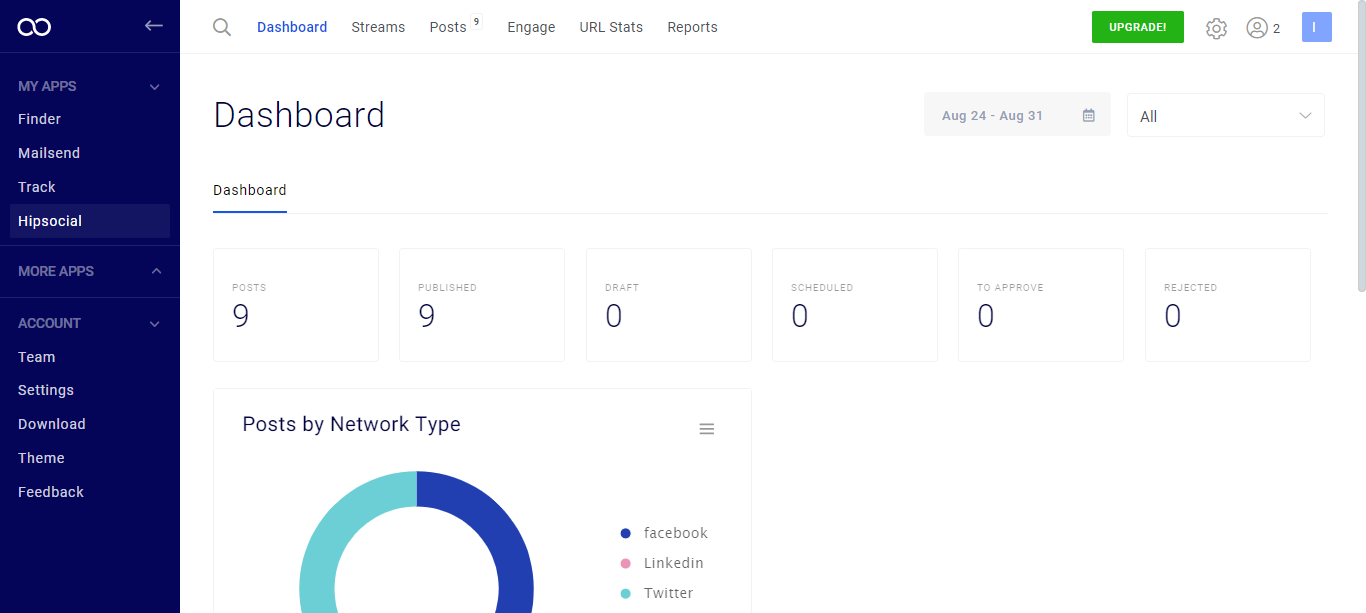 Dashboard Streams Posts 9 Engage URL Stats Reports UPGRADE! 2 I
MY APPS
Finder
Mailsend
Track
Hipsocial
MORE APPS
ACCOUNT
Team
Settings
Download
Theme
Feedback
Dashboard
Aug 24 - Aug 31
All
Dashboard
POSTS
9
PUBLISHED
9
DRAFT
0
SCHEDULED
0
TO APPROVE
0
REJECTED
0
Posts by Network Type
facebook
Linkedin
Twitter